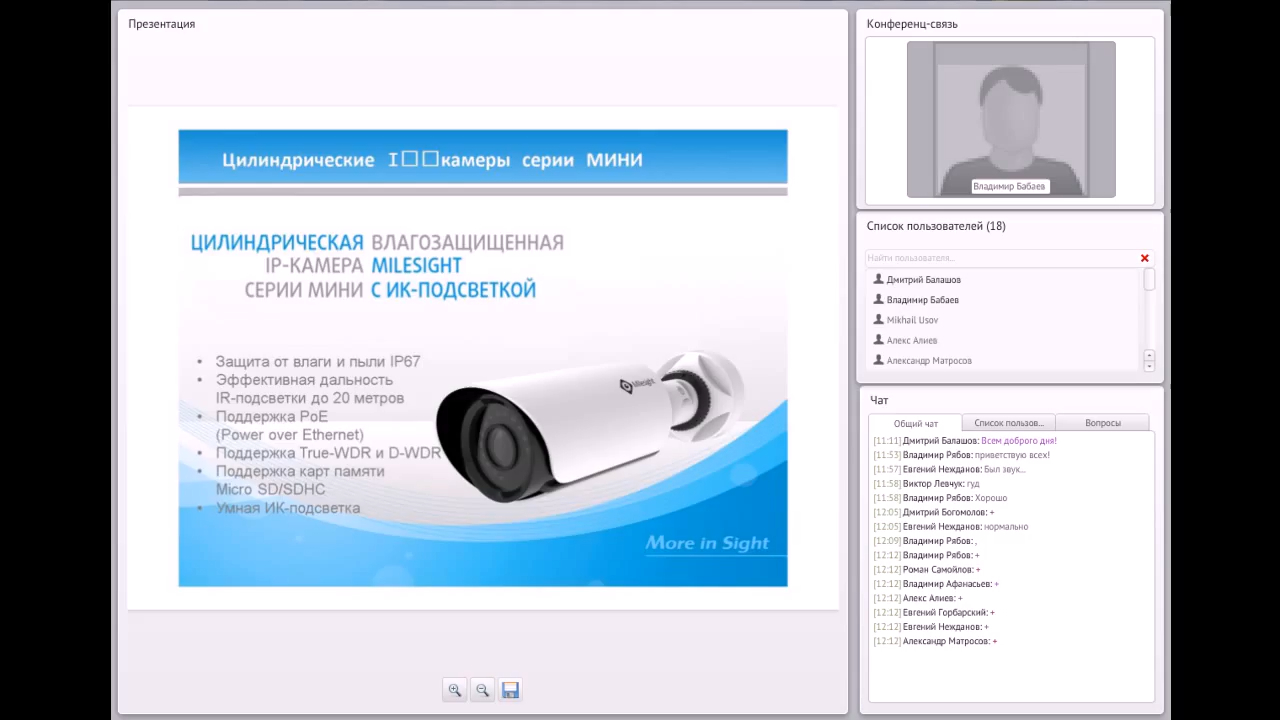 Презентация
Цилиндрические I□□камеры серии МИНИ
ЦИЛИНДРИЧЕСКАЯ ВЛАГОЗАЩИЩЕННАЯ
IP-КАМЕРА MILESIGHT
СЕРИИ МИНИ С ИК-ПОДСВЕТКОЙ
• Защита от влаги и пыли IP67
• Эффективная дальность
IR-подсветки до 20 метров
• Поддержка PoE
(Power over Ethernet)
• Поддержка True-WDR и D-WDR
• Поддержка карт памяти
Micro SD/SDHC
• Умная ИК-подсветка
Milesight
More in Sight
Конференц-связь
Владимир Бабаев
Список пользователей (18)
Найти пользователя...
Дмитрий Балашов
Владимир Бабаев
Mikhail Usov
Алекс Алиев
Александр Матросов
Чат
Общий чат Список пользов... Вопросы
[11:11] Дмитрий Балашов: Всем доброго дня!
[11:53] Владимир Рябов: приветствую всех!
[11:57] Евгений Нежданов: Был звук...
[11:58] Виктор Левчук: гуд
[11:58] Владимир Рябов: Хорошо
[12:05] Дмитрий Богомолов: +
[12:05] Евгений Нежданов: нормально
[12:09] Владимир Рябов: ,
[12:12] Владимир Рябов: +
[12:12] Роман Самойлов: +
[12:12] Владимир Афанасьев: +
[12:12] Алекс Алиев: +
[12:12] Евгений Горбарский: +
[12:12] Евгений Нежданов: +
[12:12] Александр Матросов: +